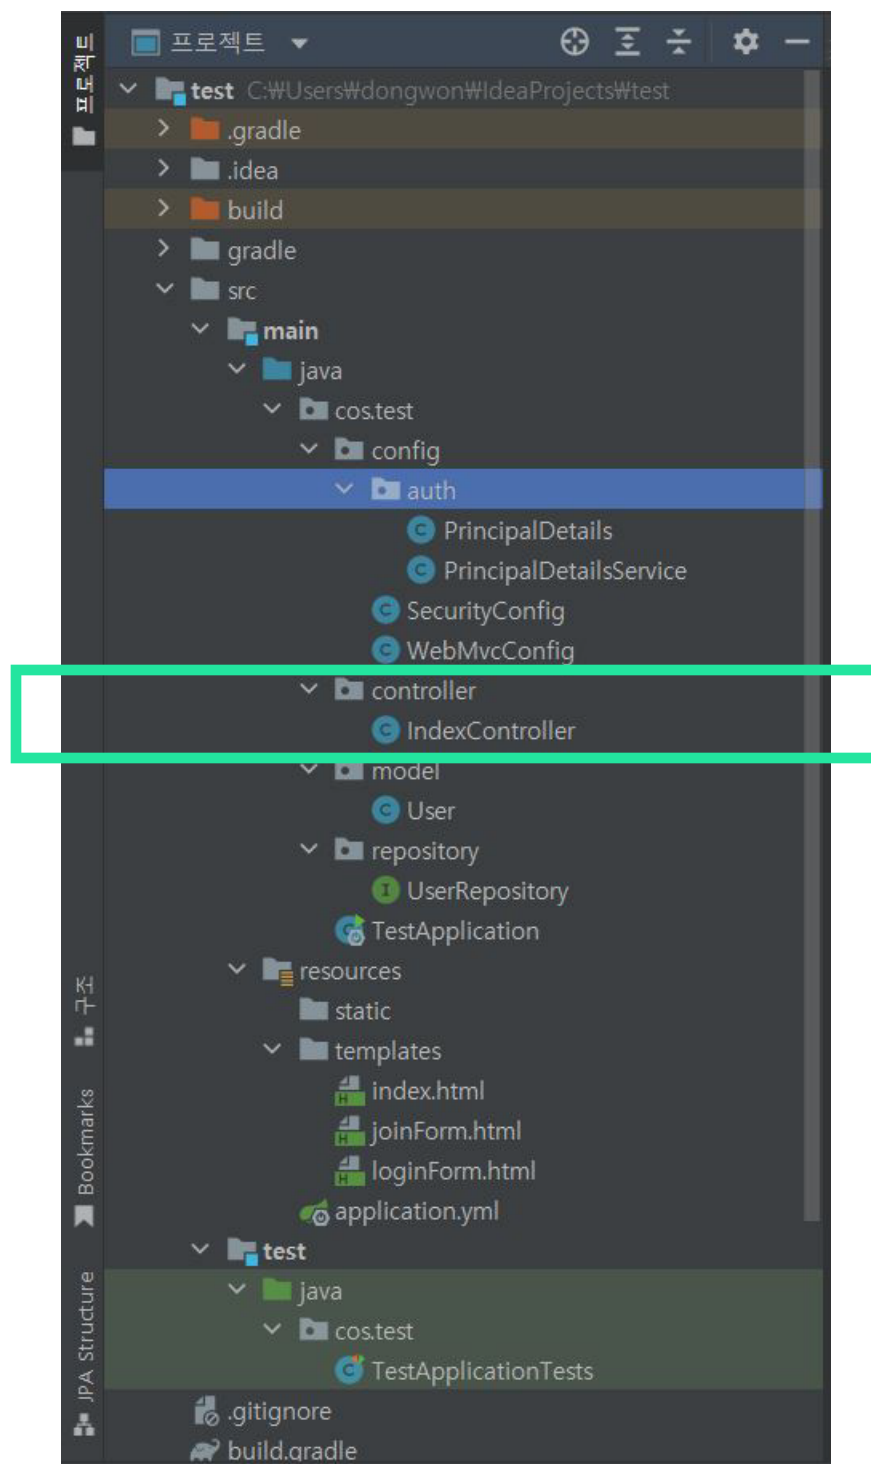 프로젝트
프로젝트
test C:₩Users₩dongwon₩IdeaProjects₩test
.gradle
.idea
build
gradle
src
main
java
cos.test
config
auth
PrincipalDetails
PrincipalDetailsService
SecurityConfig
WebMvcConfig
controller
IndexController
model
User
repository
UserRepository
TestApplication
resources
구조
static
templates
index.html
Bookmarks
joinForm.html
loginForm.html
application.yml
test
java
JPA Structure
cos.test
TestApplicationTests
.gitignore
build.gradle